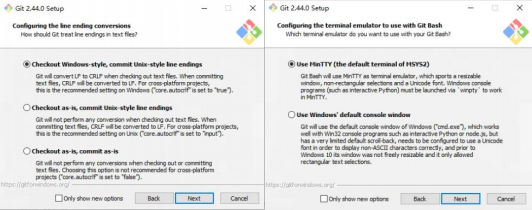 Git 2.44.0 Setup
Configuring the line ending conversions
How should Git treat line endings in text files?
Checkout Windows-style, commit Unix-style line endings
Git will convert LF to CRLF when checking out text files. When committing
text files, CRLF will be converted to LF. For cross-platform projects,
this is the recommended setting on Windows ("core.autocrlf" is set to "true").
Checkout as-is, commit Unix-style line endings
Git will not perform any conversion when checking out text files. When
committing text files, CRLF will be converted to LF. For cross-platform projects,
this is the recommended setting on Unix ("core.autocrlf" is set to "input").
Checkout as-is, commit as-is
Git will not perform any conversions when checking out or committing
text files. Choosing this option is not recommended for cross-platform
projects ("core.autocrlf" is set to "false").
https://gitforwindows.org/
Only show new options
Back
Next
Cancel
Git 2.44.0 Setup
Configuring the terminal emulator to use with Git Bash
Which terminal emulator do you want to use with your Git Bash?
Use MinTTY (the default terminal of MSYS2)
Git Bash will use MinTTY as terminal emulator, which sports a resizable
window, non-rectangular selections and a Unicode font. Windows console
programs (such as interactive Python) must be launched via `winpty` to work
in MinTTY.
Use Windows' default console window
Git will use the default console window of Windows ("cmd.exe"), which works
well with Win32 console programs such as interactive Python or node.js, but
has a very limited default scroll-back, needs to be configured to use a Unicode
font in order to display non-ASCII characters correctly, and prior to
Windows 10 its window was not freely resizable and it only allowed
rectangular text selections.
https://gitforwindows.org/
Only show new options
Back
Next
Cancel